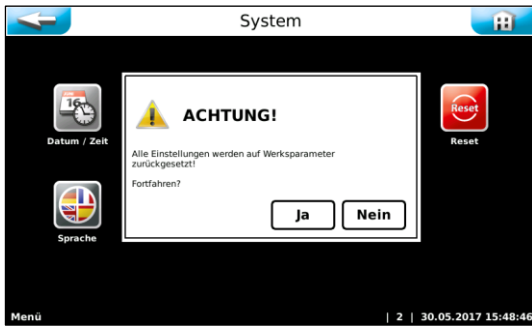 System
16
Datum / Zeit
ACHTUNG!
Alle Einstellungen werden auf Werksparameter
zurückgesetzt!
Fortfahren?
Ja
Nein
Reset
Reset
Sprache
Menü
| 2 | 30.05.2017 15:48:46